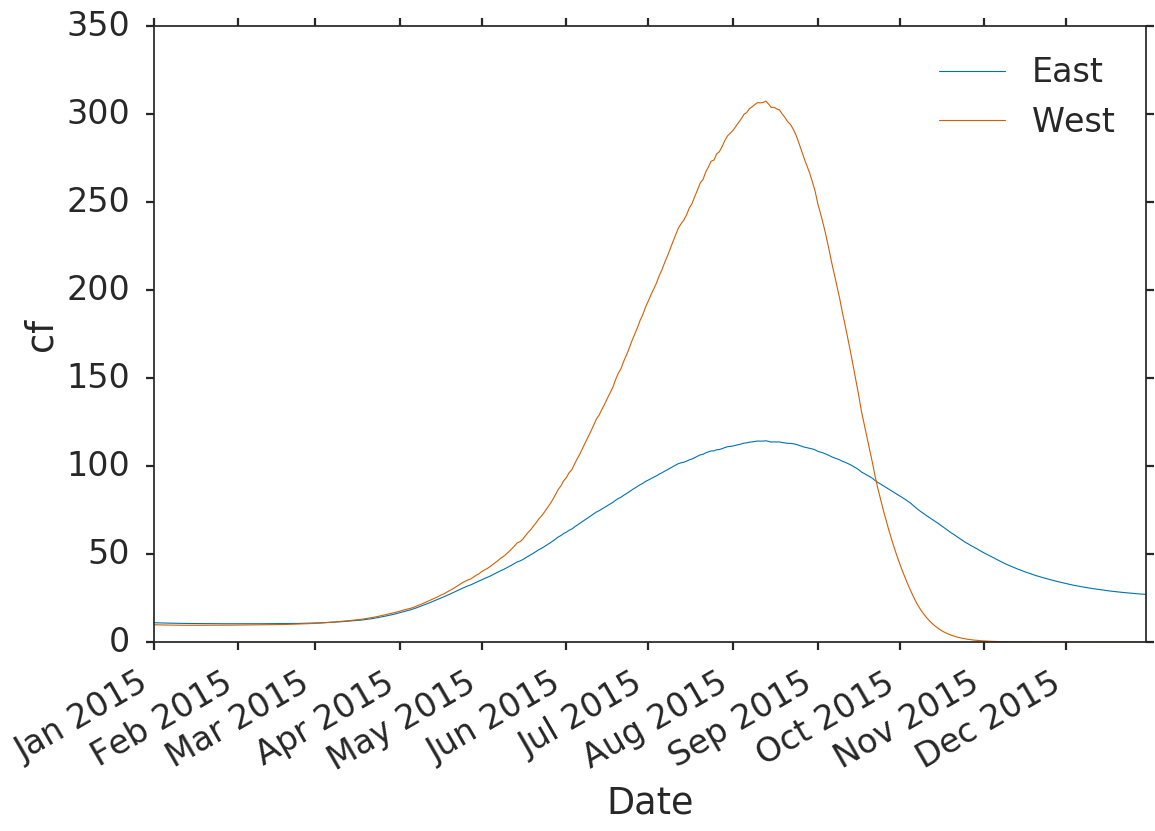 350
300
250
200
150
100
50
0
cf
East
West
Jan 2015
Feb 2015
Mar 2015
Apr 2015
May 2015
Jun 2015
Jul 2015
Aug 2015
Sep 2015
Oct 2015
Nov 2015
Dec 2015
Date